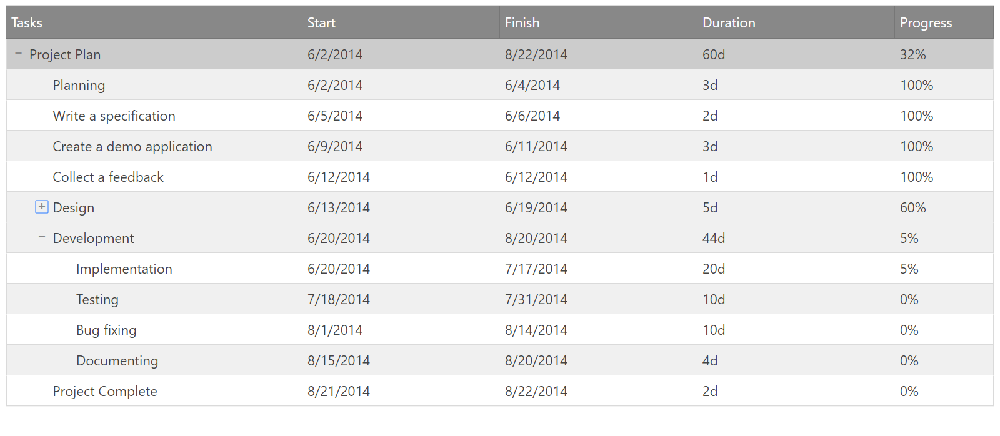 Tasks Start Finish Duration Progress
Project Plan 6/2/2014 8/22/2014 60d 32%
Planning 6/2/2014 6/4/2014 3d 100%
Write a specification 6/5/2014 6/6/2014 2d 100%
Create a demo application 6/9/2014 6/11/2014 3d 100%
Collect a feedback 6/12/2014 6/12/2014 1d 100%
Design 6/13/2014 6/19/2014 5d 60%
Development 6/20/2014 8/20/2014 44d 5%
Implementation 6/20/2014 7/17/2014 20d 5%
Testing 7/18/2014 7/31/2014 10d 0%
Bug fixing 8/1/2014 8/14/2014 10d 0%
Documenting 8/15/2014 8/20/2014 4d 0%
Project Complete 8/21/2014 8/22/2014 2d 0%